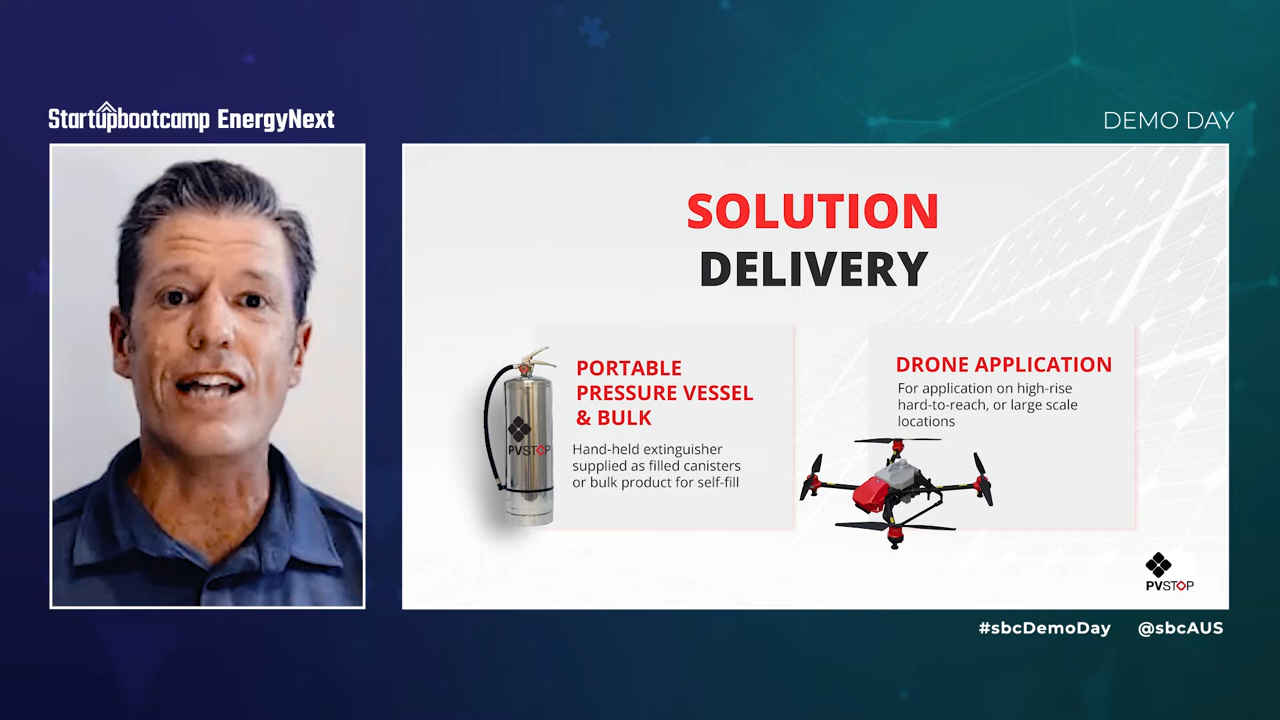 Startupbootcamp EnergyNext
DEMO DAY
SOLUTION
DELIVERY
PORTABLE
PRESSURE VESSEL
& BULK
Hand-held extinguisher
supplied as filled canisters
or bulk product for self-fill
PVSTOP
DRONE APPLICATION
For application on high-rise
hard-to-reach, or large scale
locations
PVSTOP
#sbcDemoDay @sbcAUS